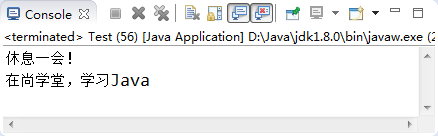 Console
<terminated> Test (56) [Java Application] D:\Java\jdk1.8.0\bin\javaw.exe (2
休息一会!
在尚学堂，学习Java